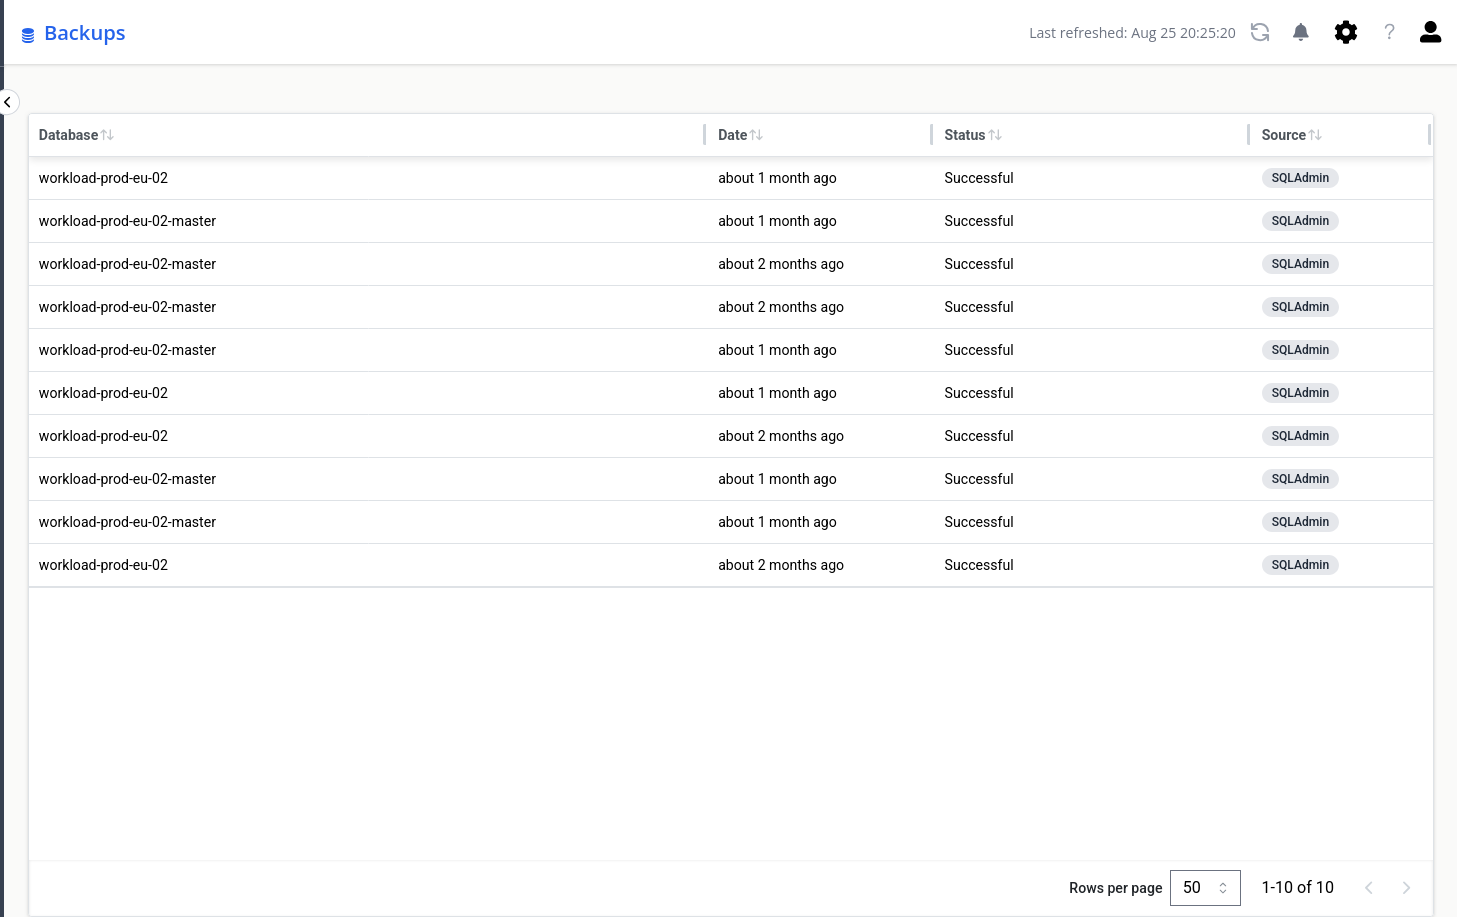 Backups
Last refreshed: Aug 25 20:25:20
?
Database Date Status Source
workload-prod-eu-02 about 1 month ago Successful SQLAdmin
workload-prod-eu-02-master about 1 month ago Successful SQLAdmin
workload-prod-eu-02-master about 2 months ago Successful SQLAdmin
workload-prod-eu-02-master about 2 months ago Successful SQLAdmin
workload-prod-eu-02-master about 1 month ago Successful SQLAdmin
workload-prod-eu-02 about 1 month ago Successful SQLAdmin
workload-prod-eu-02 about 2 months ago Successful SQLAdmin
workload-prod-eu-02-master about 1 month ago Successful SQLAdmin
workload-prod-eu-02-master about 1 month ago Successful SQLAdmin
workload-prod-eu-02 about 2 months ago Successful SQLAdmin
Rows per page 50 1-10 of 10